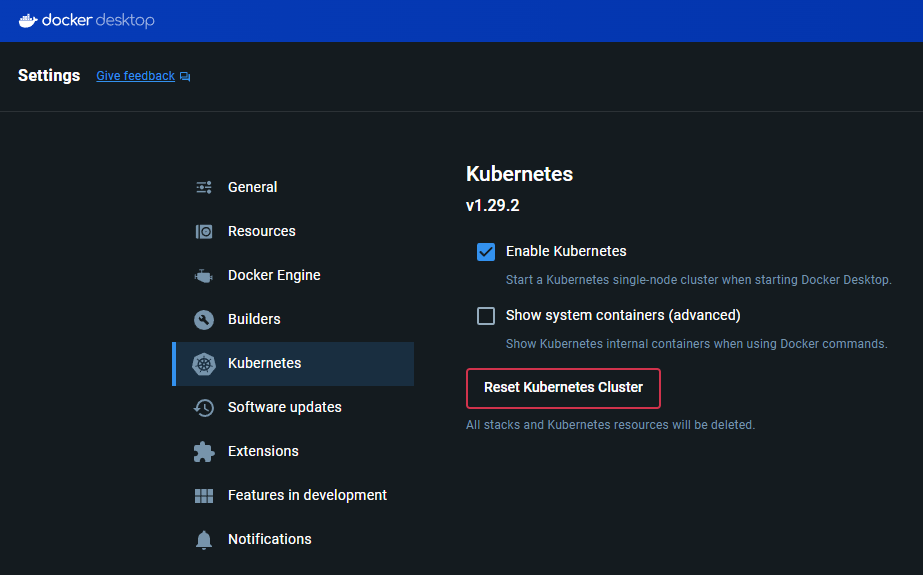 docker desktop
Settings Give feedback
General
Resources
Docker Engine
Builders
Kubernetes
Software updates
Extensions
Features in development
Notifications
Kubernetes
v1.29.2
Enable Kubernetes
Start a Kubernetes single-node cluster when starting Docker Desktop.
Show system containers (advanced)
Show Kubernetes internal containers when using Docker commands.
Reset Kubernetes Cluster
All stacks and Kubernetes resources will be deleted.